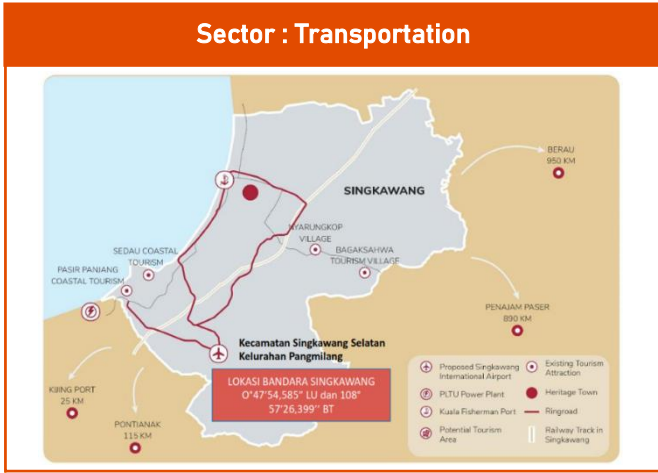 Sector : Transportation
BERAU
950 KM
SINGKAWANG
NYARUNGKOP
VILLAGE
BAGAKSAHWA
TOURISM VILLAGE
SEDAU COASTAL
TOURISM
PASIR PANJANG
COASTAL TOURISM
PENAJAM PASER
890 KM
Kecamatan Singkawang Selatan
Kelurahan Pangmilang
LOKASI BANDARA SINGKAWANG
O°47'54,585" LU dan 108°
57'26,399'' BT
KIJING PORT
25 KM
PONTIANAK
115 KM
Proposed Singkawang
International Airport
Existing Tourism
Attraction
PLTU Power Plant
Heritage Town
Kuala Fisherman Port
Ringroad
Potential Tourism
Area
Railway Track in
Singkawang